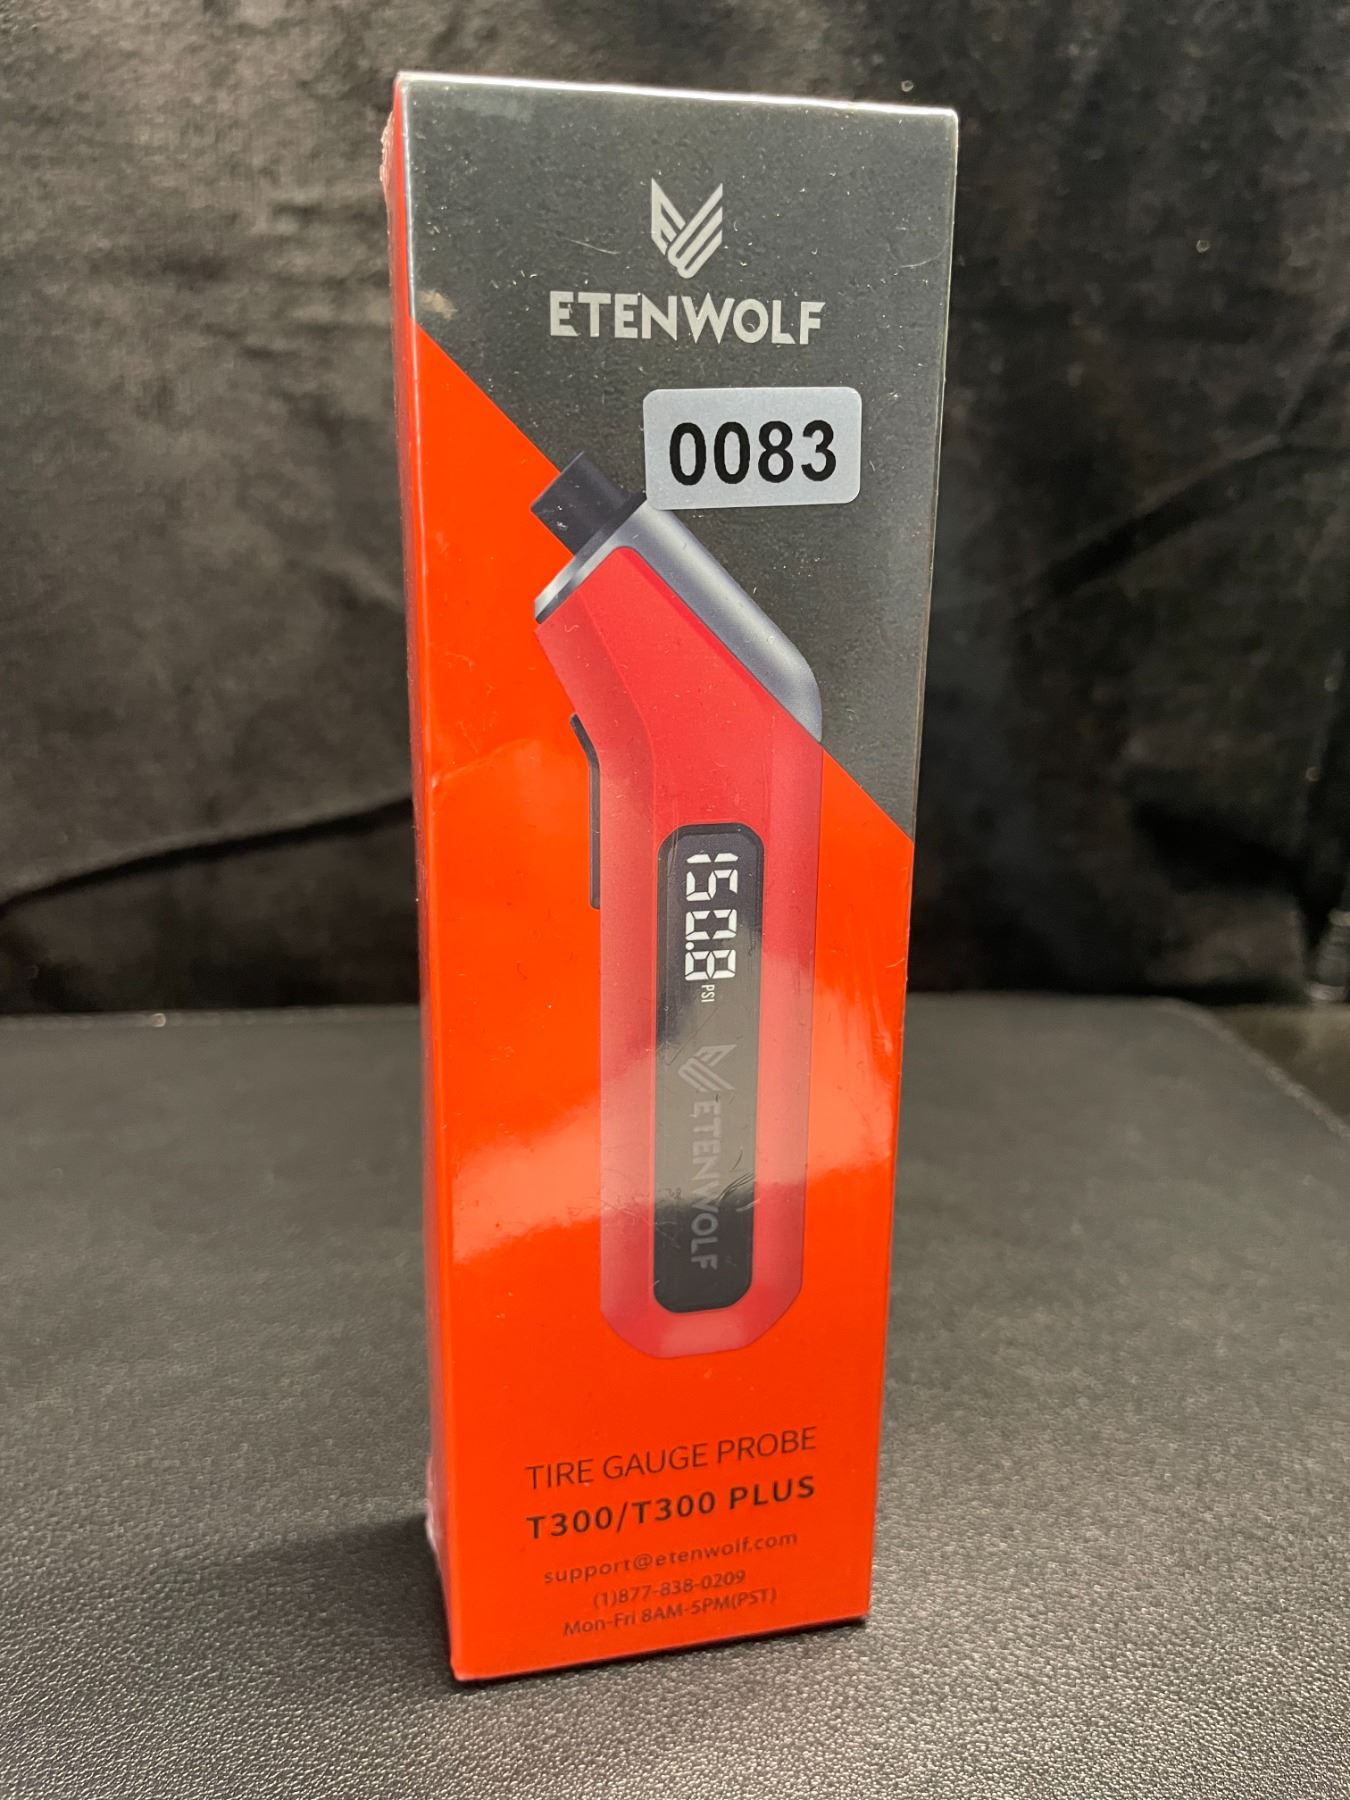 ETENWOLF
0083
150.8
PSI
ETENWOLF
TIRE GAUGE PROBE
T300/T300 PLUS
support@etenwolf.com
(1)877-838-0209
Mon-Fri 8AM-5PM(PST)